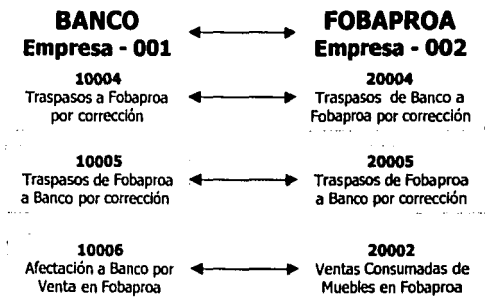 BANCO FOBAPROA
Empresa - 001 Empresa - 002
10004 20004
Traspasos a Fobaproa Traspasos de Banco a
por corrección Fobaproa por corrección
10005 20005
Traspasos de Fobaproa Traspasos de Fobaproa
a Banco por corrección a Banco por corrección
10006 20002
Afectación a Banco por Ventas Consumadas de
Venta en Fobaproa Muebles en Fobaproa